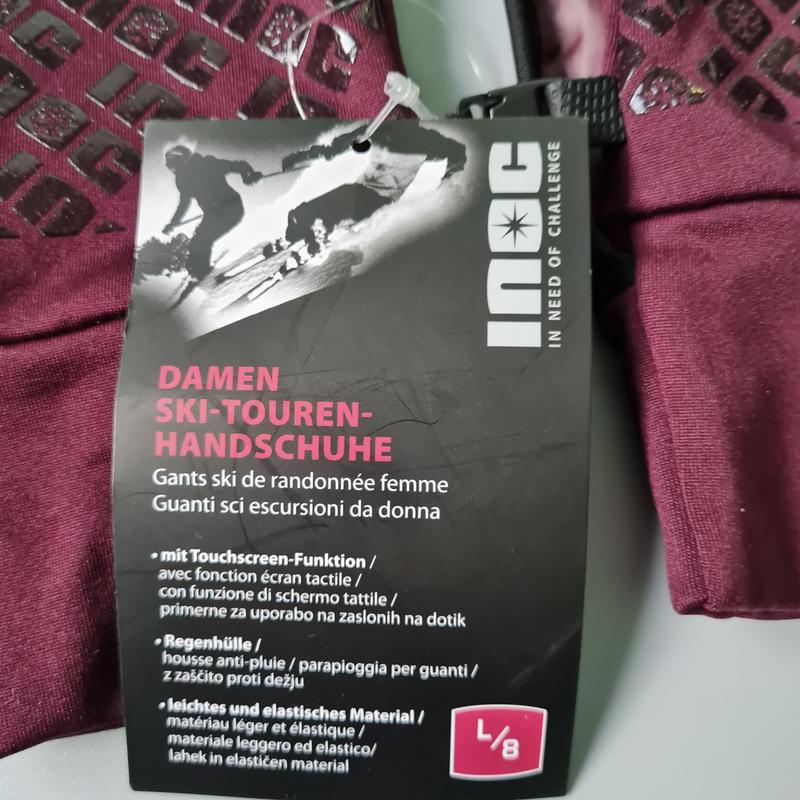 INOC
IN NEED OF CHALLENGE
DAMEN
SKI-TOUREN-
HANDSCHUHE
Gants ski de randonnée femme
Guanti sci escursioni da donna
• mit Touchscreen-Funktion /
avec fonction écran tactile /
con funzione di schermo tattile /
primerne za uporabo na zaslonih na dotik
• Regenhülle /
housse anti-pluie / parapioggia per guanti /
z zaščito proti dežju
• leichtes und elastisches Material /
matériau léger et élastique /
materiale leggero ed elastico/
lahek in elastičen material
L/8